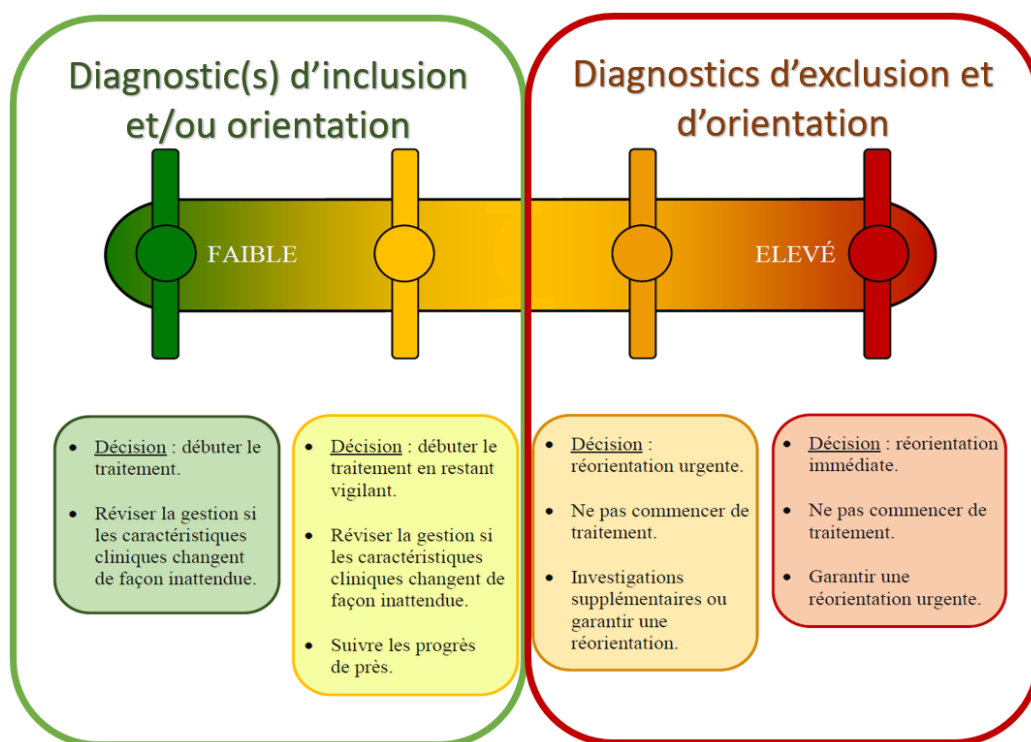 Diagnostic(s) d'inclusion
et/ou orientation
Diagnostics d'exclusion et
d'orientation
FAIBLE
ELEVÉ
• Décision : débuter le
traitement.
• Réviser la gestion si
les caractéristiques
cliniques changent
de façon inattendue.
• Décision : débuter le
traitement en restant
vigilant.
• Réviser la gestion si
les caractéristiques
cliniques changent de
façon inattendue.
• Suivre les progrès
de près.
• Décision :
réorientation urgente.
• Ne pas commencer de
traitement.
• Investigations
supplémentaires ou
garantir une
réorientation.
• Décision : réorientation
immédiate.
• Ne pas commencer de
traitement.
• Garantir une
réorientation urgente.